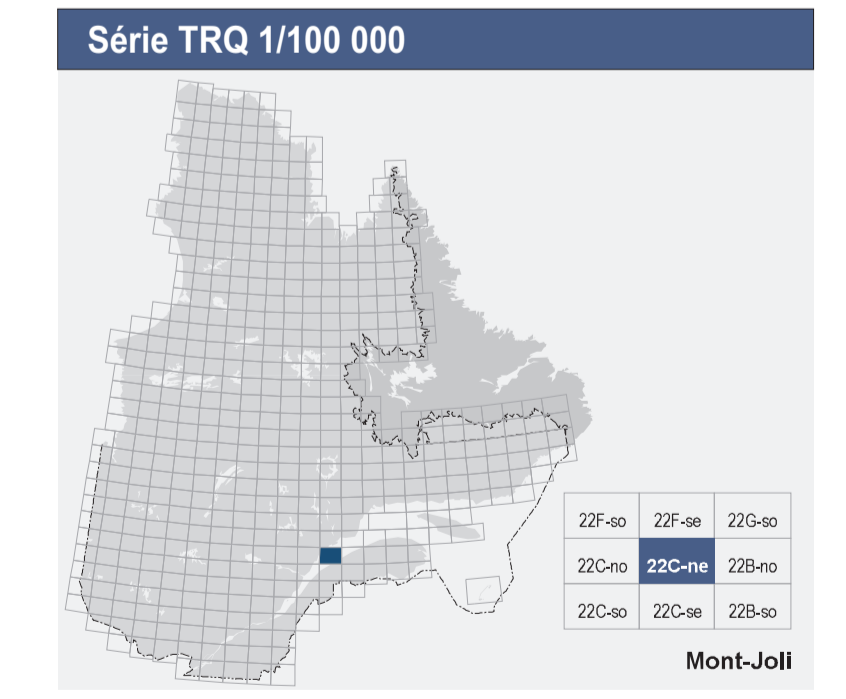 Série TRQ 1/100 000
22F-so 22F-se 22G-so
22C-no 22C-ne 22B-no
22C-so 22C-se 22B-so
Mont-Joli